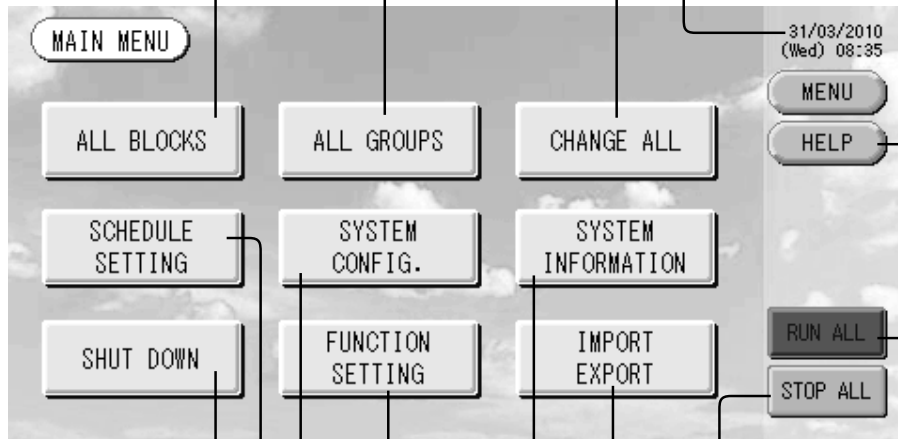 MAIN MENU
31/03/2010
(Wed) 08:35
MENU
HELP
ALL BLOCKS
ALL GROUPS
CHANGE ALL
SCHEDULE
SETTING
SYSTEM
CONFIG.
SYSTEM
INFORMATION
SHUT DOWN
FUNCTION
SETTING
IMPORT
EXPORT
RUN ALL
STOP ALL